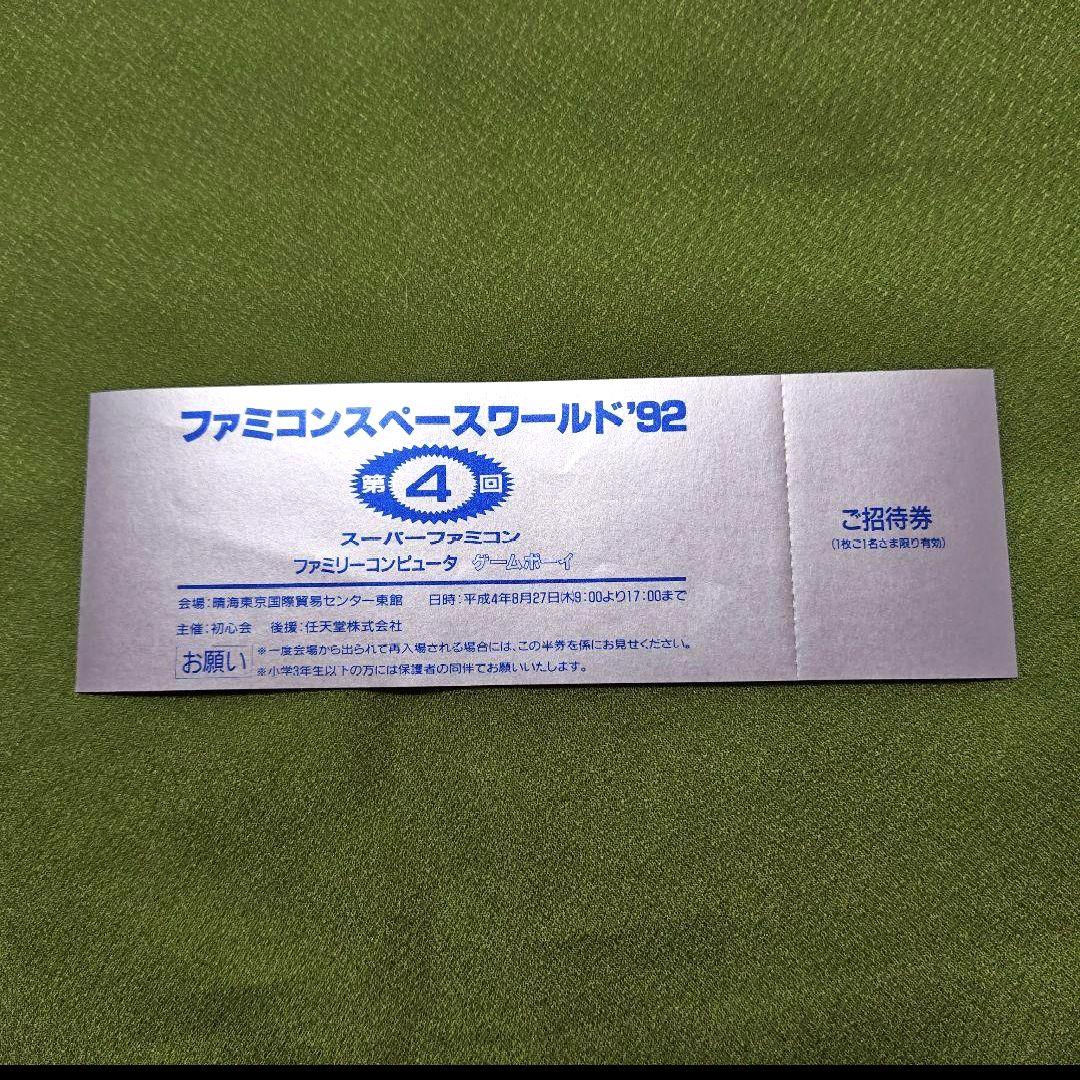 ファミコンスペースワールド'92
第4回
スーパーファミコン
ファミリーコンピュータ ゲームボーイ
会場:晴海東京国際貿易センター東館 日時:平成4年8月27日(木)9:00より17:00まで
主催:初心会 後援:任天堂株式会社
お願い
※一度会場から出られて再入場される場合には、この半券を係にお見せください。
※小学3年生以下の方には保護者の同伴でお願いいたします。
ご招待券
(1枚ご1名さま限り有効)